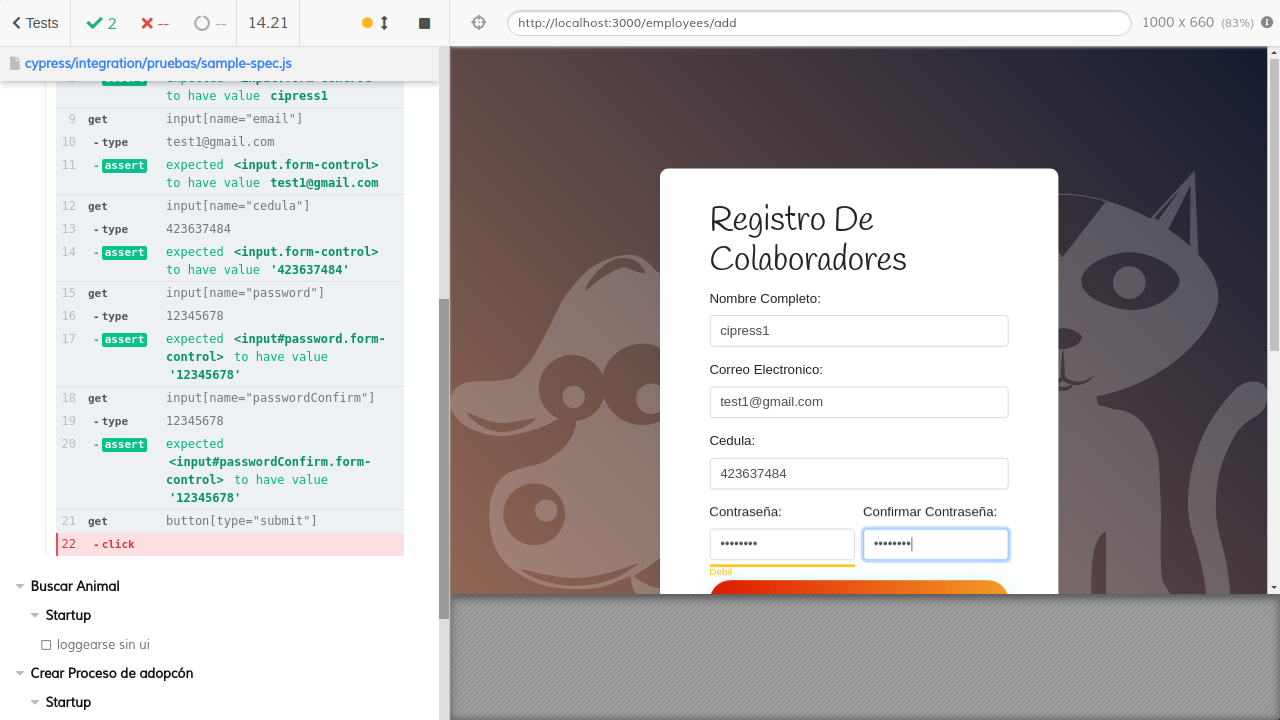 Tests
2
--
--
14.21
http://localhost:3000/employees/add
1000 x 660 (83%)
cypress/integration/pruebas/sample-spec.js
to have value cipress1
9 get input[name="email"]
10 -type test1@gmail.com
11 -assert expected <input.form-control>
to have value test1@gmail.com
12 get input[name="cedula"]
13 -type 423637484
14 -assert expected <input.form-control>
to have value '423637484'
15 get input[name="password"]
16 -type 12345678
17 -assert expected <input#password.form-
control> to have value
'12345678'
18 get input[name="passwordConfirm"]
19 -type 12345678
20 -assert expected
<input#passwordConfirm.form-
control> to have value
'12345678'
21 get button[type="submit"]
22 -click
Buscar Animal
Startup
loggearse sin ui
Crear Proceso de adopcón
Startup
Registro De
Colaboradores
Nombre Completo:
cipress1
Correo Electronico:
test1@gmail.com
Cedula:
423637484
Contraseña:
Confirmar Contraseña:
••••••••
••••••••
Debil